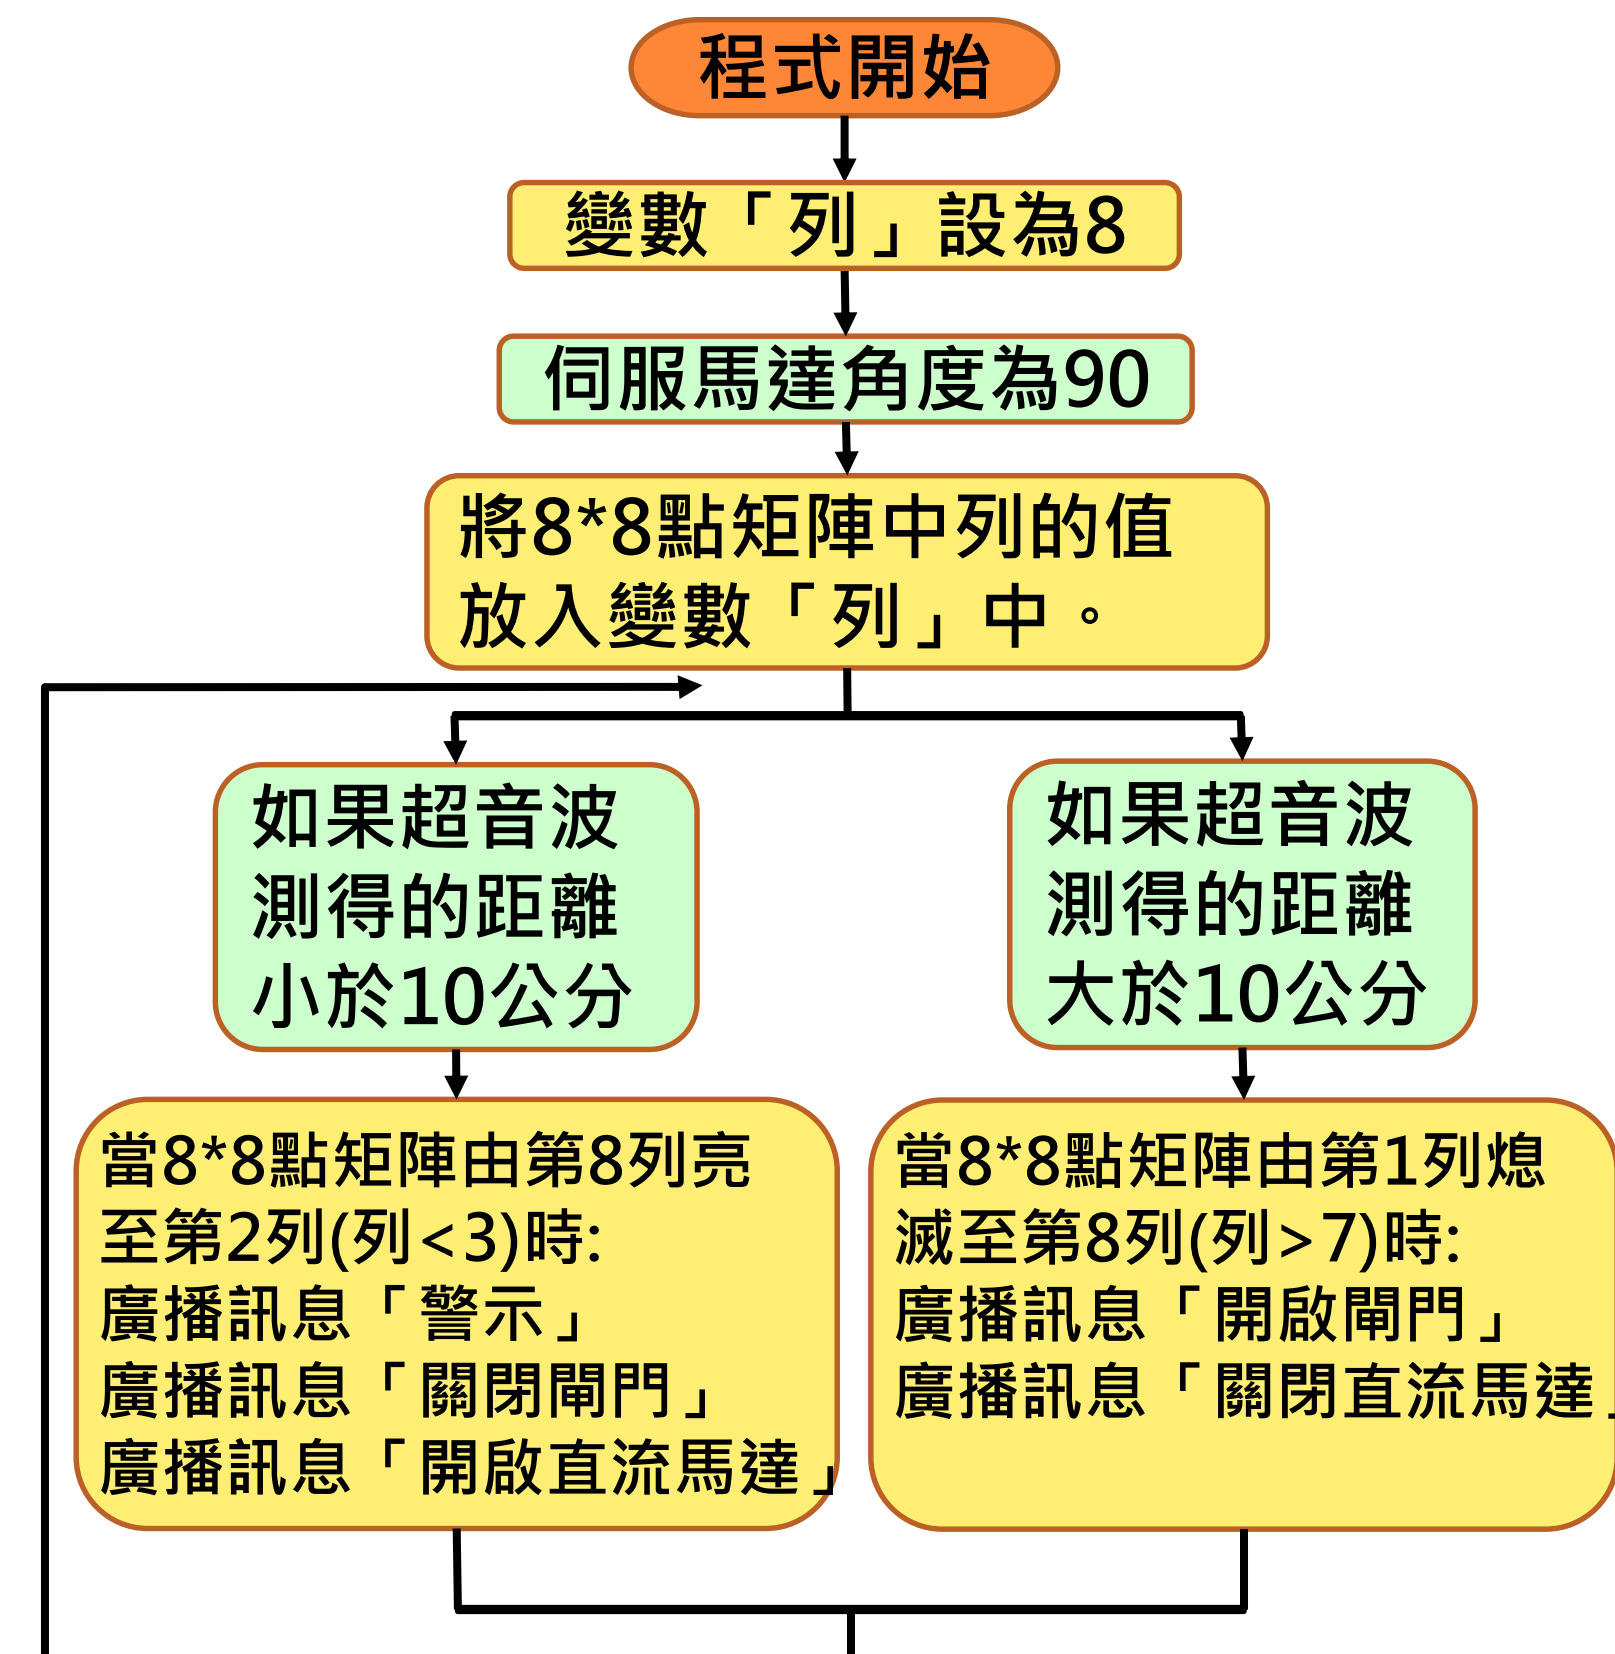 程式開始
變數「列」設為8
伺服馬達角度為90
將8*8點矩陣中列的值
放入變數「列」中。
如果超音波
測得的距離
小於10公分
如果超音波
測得的距離
大於10公分
當8*8點矩陣由第8列亮
至第2列(列<3)時:
廣播訊息「警示」
廣播訊息「關閉閘門」
廣播訊息「開啟直流馬達」
當8*8點矩陣由第1列熄
滅至第8列(列>7)時:
廣播訊息「開啟閘門」
廣播訊息「關閉直流馬達」